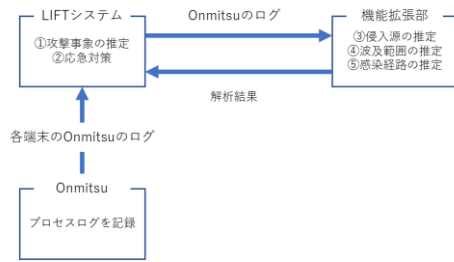 LIFTシステム
①攻撃事象の推定
②応急対策
Onmitsuのログ
機能拡張部
③侵入源の推定
④波及範囲の推定
⑤感染経路の推定
解析結果
各端末のOnmitsuのログ
Onmitsu
プロセスログを記録